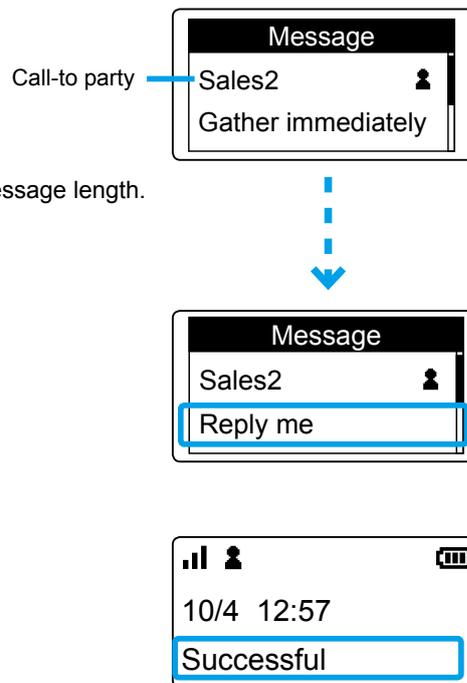 Message
Call-to party
Sales2
Gather immediately
essage length.
Message
Sales2
Reply me
10/4 12:57
Successful